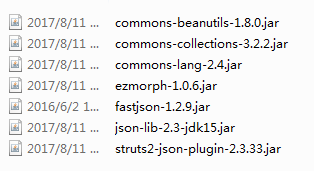 2017/8/11 ... commons-beanutils-1.8.0.jar
2017/8/11 ... commons-collections-3.2.2.jar
2017/8/11 ... commons-lang-2.4.jar
2017/8/11 ... ezmorph-1.0.6.jar
2016/6/2 1... fastjson-1.2.9.jar
2017/8/11 ... json-lib-2.3-jdk15.jar
2017/8/11 ... struts2-json-plugin-2.3.33.jar